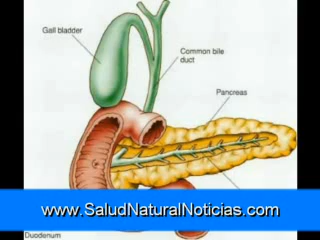 Gall bladder
Common bile
duct
Pancreas
www.SaludNaturalNoticias.com
Duodenum